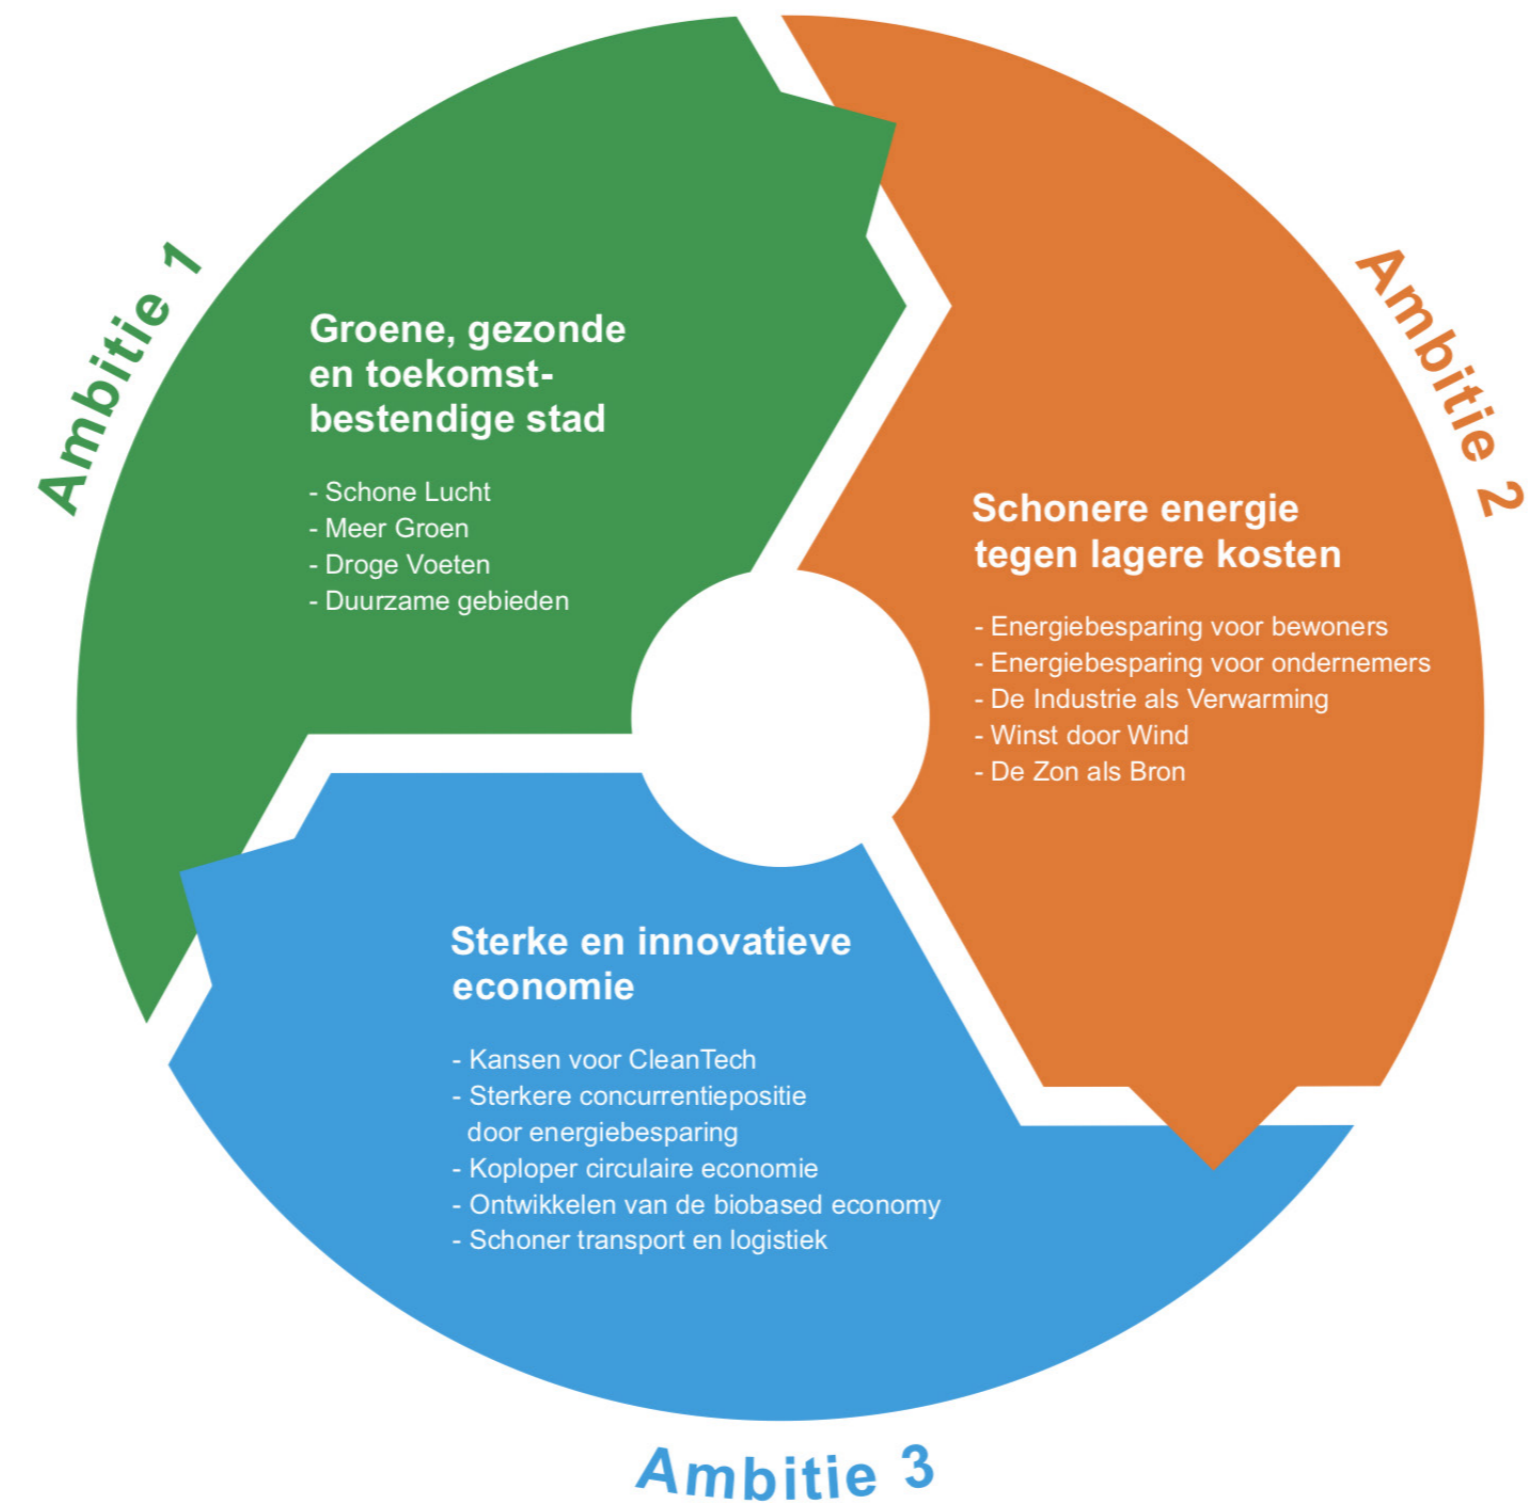 Ambitie 1
Groene, gezonde
en toekomst-
bestendige stad
- Schone Lucht
- Meer Groen
- Droge Voeten
- Duurzame gebieden
Ambitie 2
Schonere energie
tegen lagere kosten
- Energiebesparing voor bewoners
- Energiebesparing voor ondernemers
- De Industrie als Verwarming
- Winst door Wind
- De Zon als Bron
Sterke en innovatieve
economie
- Kansen voor CleanTech
- Sterkere concurrentiepositie
door energiebesparing
- Koploper circulaire economie
- Ontwikkelen van de biobased economy
- Schoner transport en logistiek
Ambitie 3